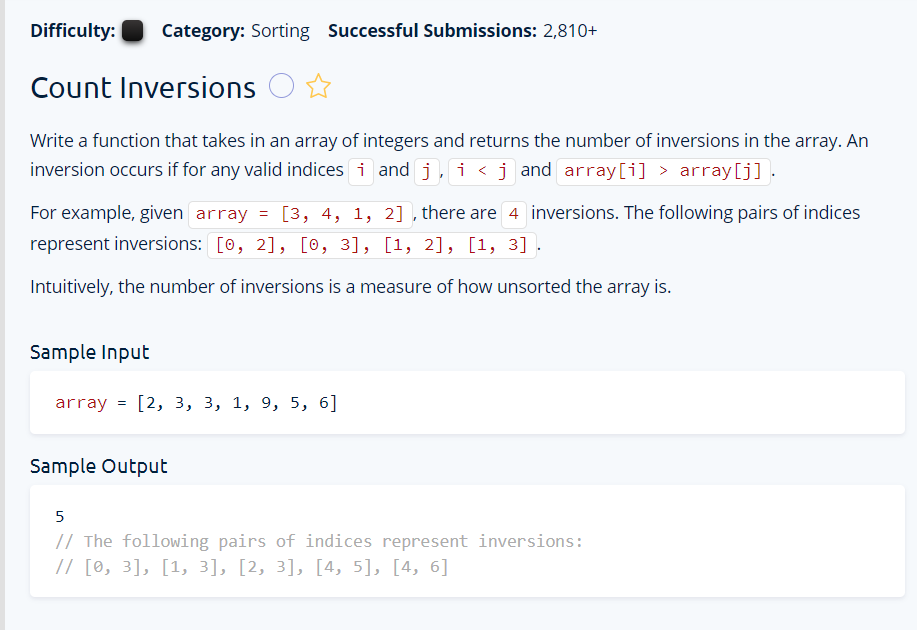 Difficulty: Category: Sorting Successful Submissions: 2,810+
Count Inversions
Write a function that takes in an array of integers and returns the number of inversions in the array. An
inversion occurs if for any valid indices i and j, i < j and array[i] > array[j].
For example, given array = [3, 4, 1, 2], there are 4 inversions. The following pairs of indices
represent inversions: [0, 2], [0, 3], [1, 2], [1, 3].
Intuitively, the number of inversions is a measure of how unsorted the array is.
Sample Input
array = [2, 3, 3, 1, 9, 5, 6]
Sample Output
5
// The following pairs of indices represent inversions:
// [0, 3], [1, 3], [2, 3], [4, 5], [4, 6]